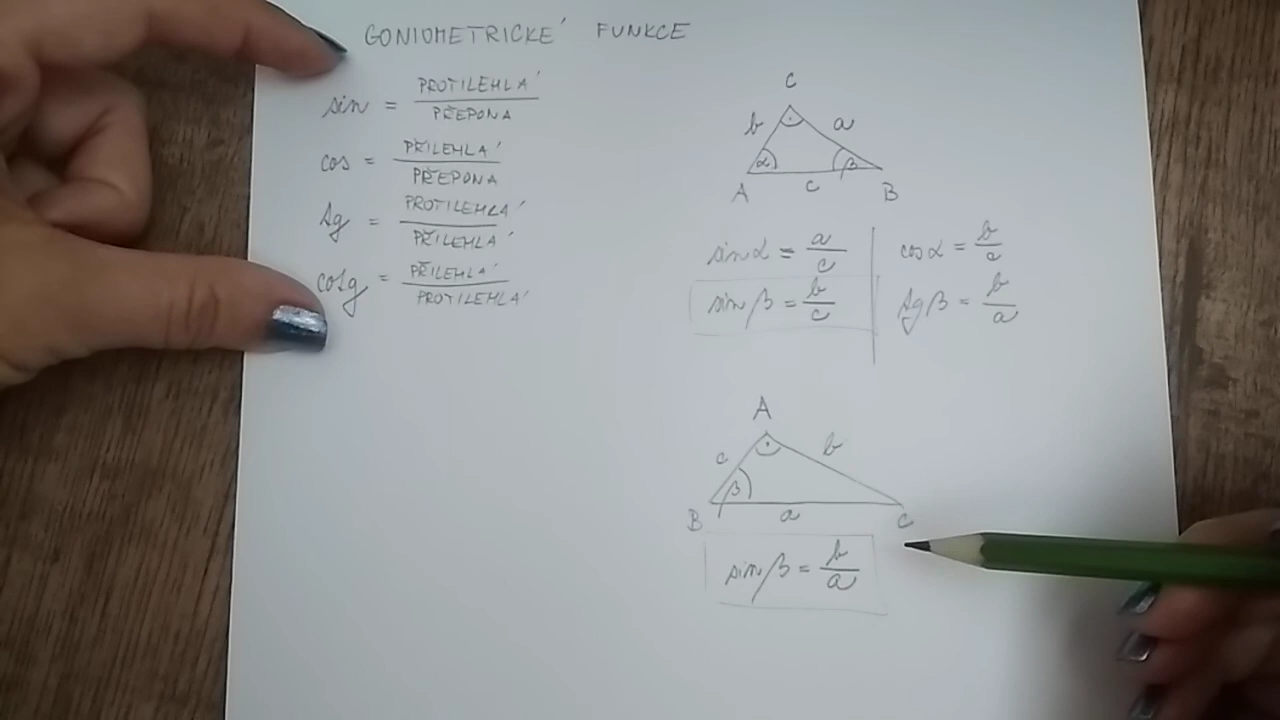 GONIOMETRICKÉ FUNKCE
sin = PROTILEHLÁ / PŘEPONA
cos = PŘILEHLÁ / PŘEPONA
tg = PROTILEHLÁ / PŘILEHLÁ
cotg = PŘILEHLÁ / PROTILEHLÁ
C
b a
α β
A c B
sin α = a / c
cos α = b / c
sin β = b / c
tg β = b / a
A
c b
β
B a C
sin β = b / a